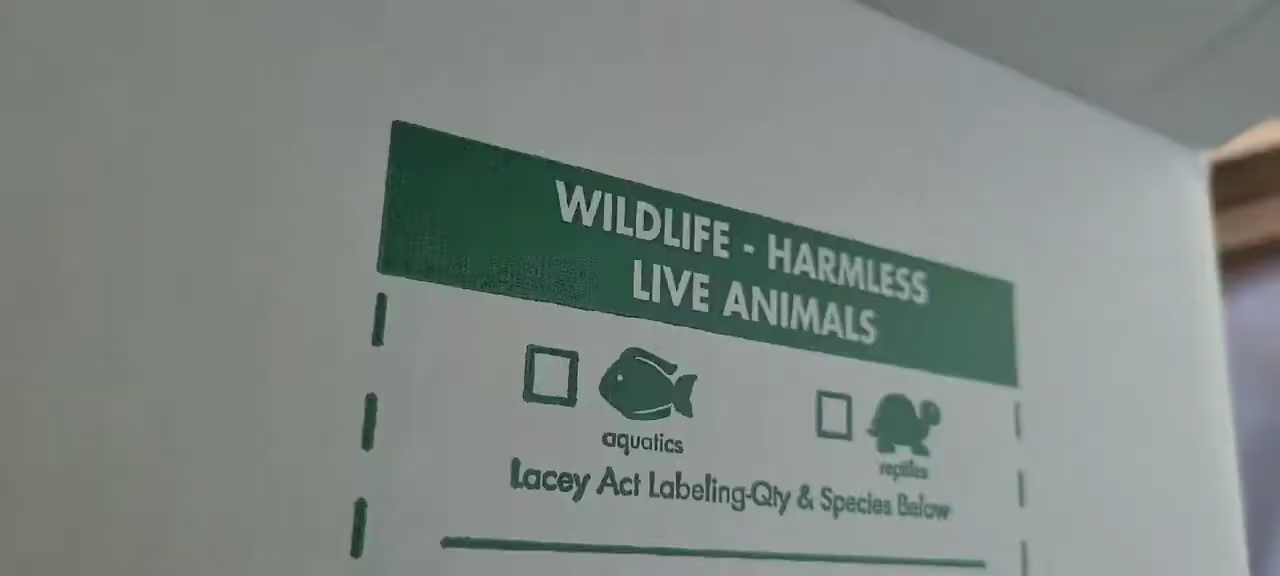 WILDLIFE - HARMLESS
LIVE ANIMALS
aquatics
reptiles
Lacey Act Labeling-Qty & Species Below